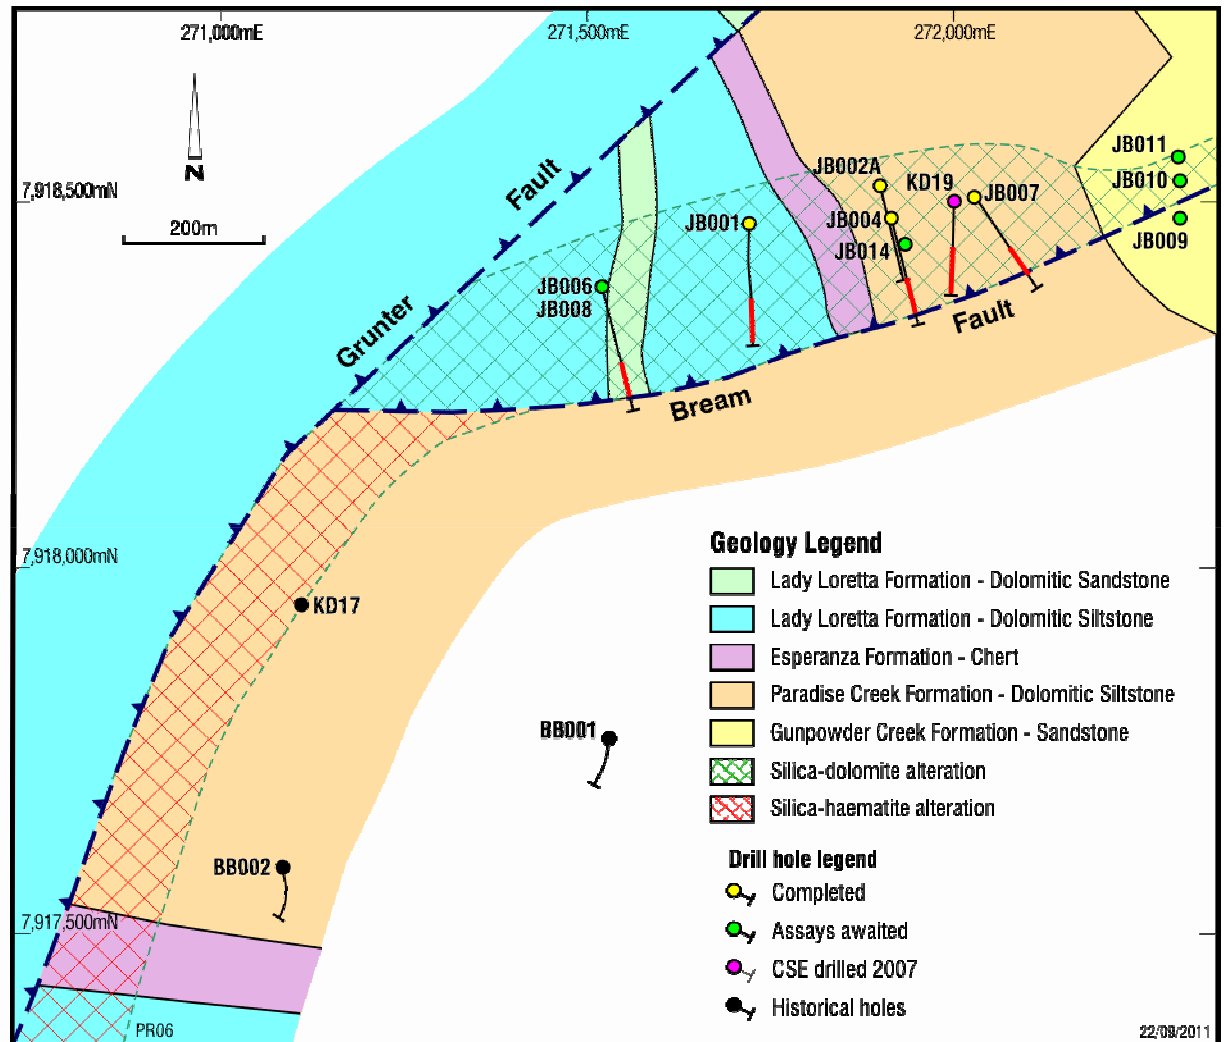 271,000mE
271,500mE
272,000mE
N
200m
7,918,500mN
7,918,000mN
7,917,500mN
Fault
Grunter
Bream
Fault
JB011
JB010
JB009
JB002A
KD19
JB007
JB004
JB014
JB001
JB006
JB008
KD17
BB001
BB002
PR06
Geology Legend
Lady Loretta Formation - Dolomitic Sandstone
Lady Loretta Formation - Dolomitic Siltstone
Esperanza Formation - Chert
Paradise Creek Formation - Dolomitic Siltstone
Gunpowder Creek Formation - Sandstone
Silica-dolomite alteration
Silica-haematite alteration
Drill hole legend
Completed
Assays awaited
CSE drilled 2007
Historical holes
22/09/2011